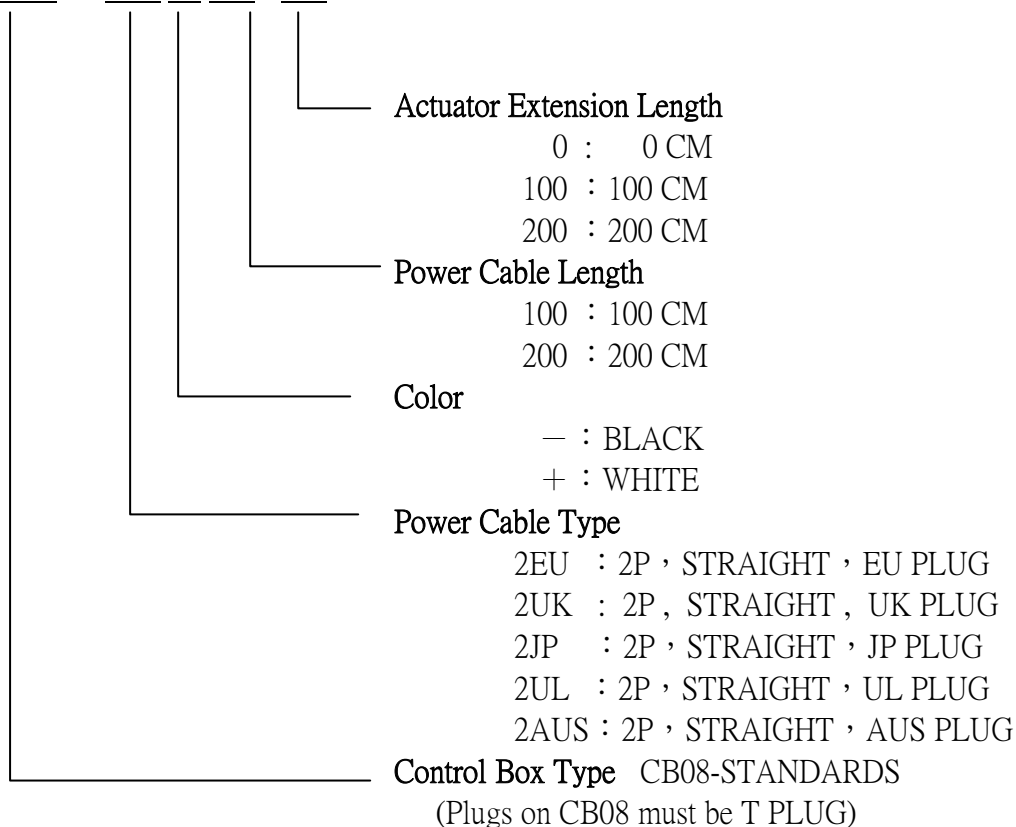 Actuator Extension Length
0 : 0 CM
100 ：100 CM
200 ：200 CM
Power Cable Length
100 ：100 CM
200 ：200 CM
Color
－：BLACK
＋：WHITE
Power Cable Type
2EU ：2P，STRAIGHT，EU PLUG
2UK : 2P , STRAIGHT , UK PLUG
2JP ：2P，STRAIGHT，JP PLUG
2UL ：2P，STRAIGHT，UL PLUG
2AUS：2P，STRAIGHT，AUS PLUG
Control Box Type CB08-STANDARDS
(Plugs on CB08 must be T PLUG)